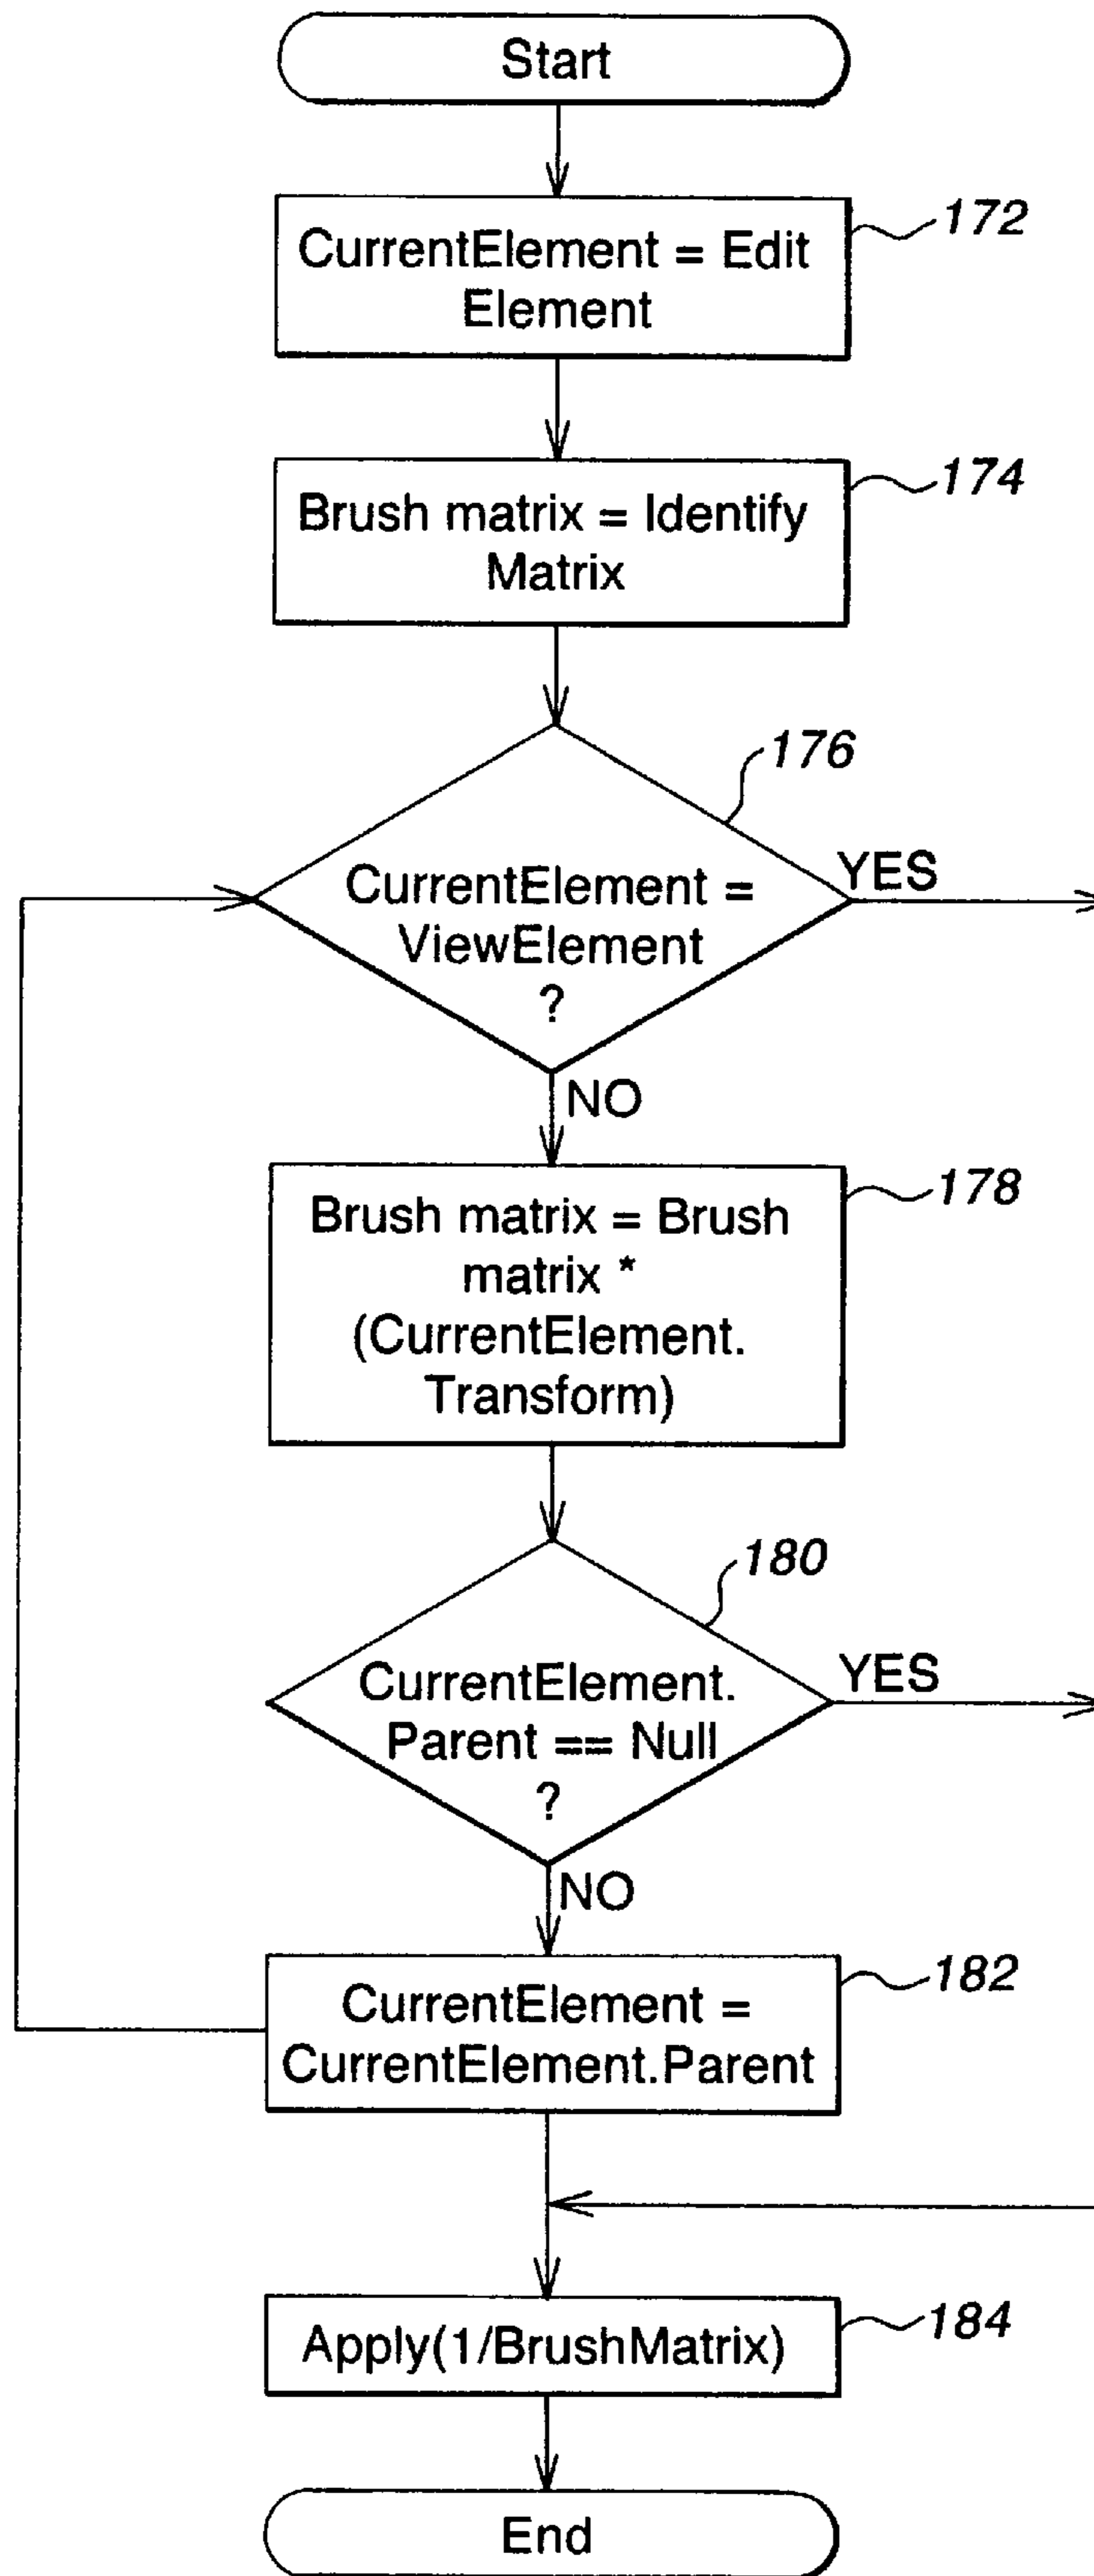 Start
172
CurrentElement = Edit
Element
174
Brush matrix = Identify
Matrix
176
CurrentElement =
ViewElement
?
YES
NO
178
Brush matrix = Brush
matrix *
(CurrentElement.
Transform)
180
CurrentElement.
Parent == Null
?
YES
NO
182
CurrentElement =
CurrentElement.Parent
184
Apply(1/BrushMatrix)
End